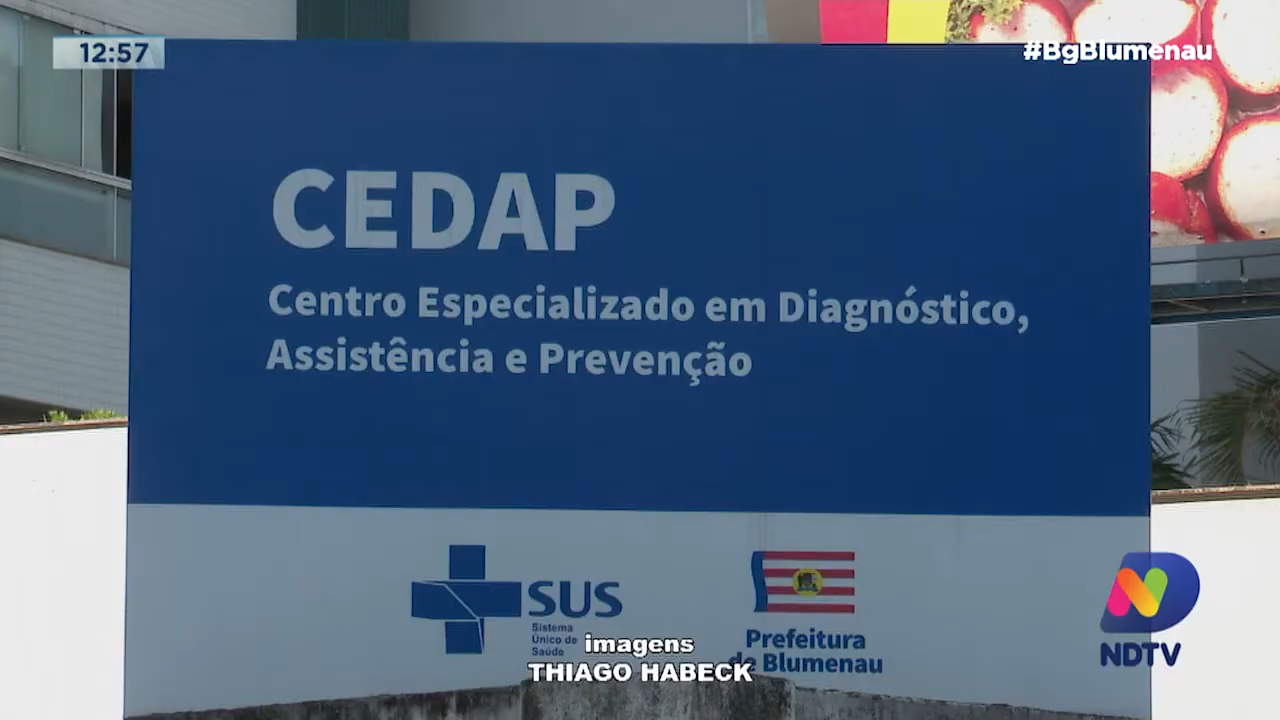 12:57
#BgBlumenau
CEDAP
Centro Especializado em Diagnóstico,
Assistência e Prevenção
SUS
Sistema
Único de
Saúde
Prefeitura
de Blumenau
imagens
THIAGO HABECK
NDTV